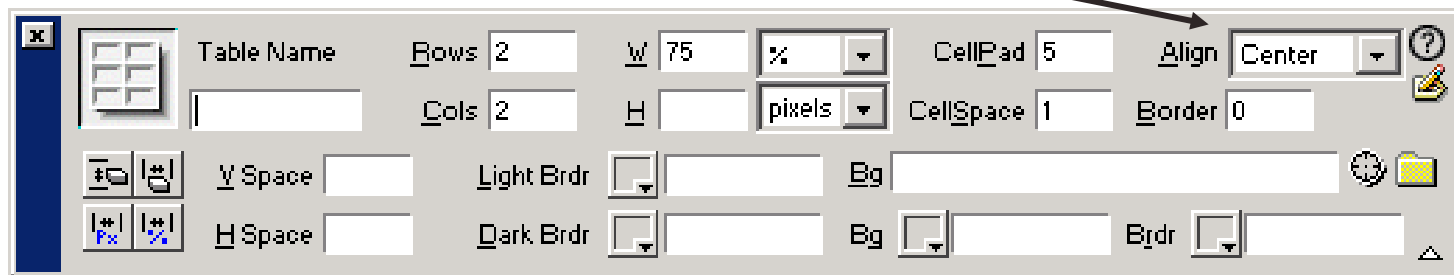 Table Name Rows 2 W 75 % CellPad 5 Align Center
Cols 2 H pixels CellSpace 1 Border 0
V Space Light Brdr Bg
Px %
H Space Dark Brdr Bg Brdr